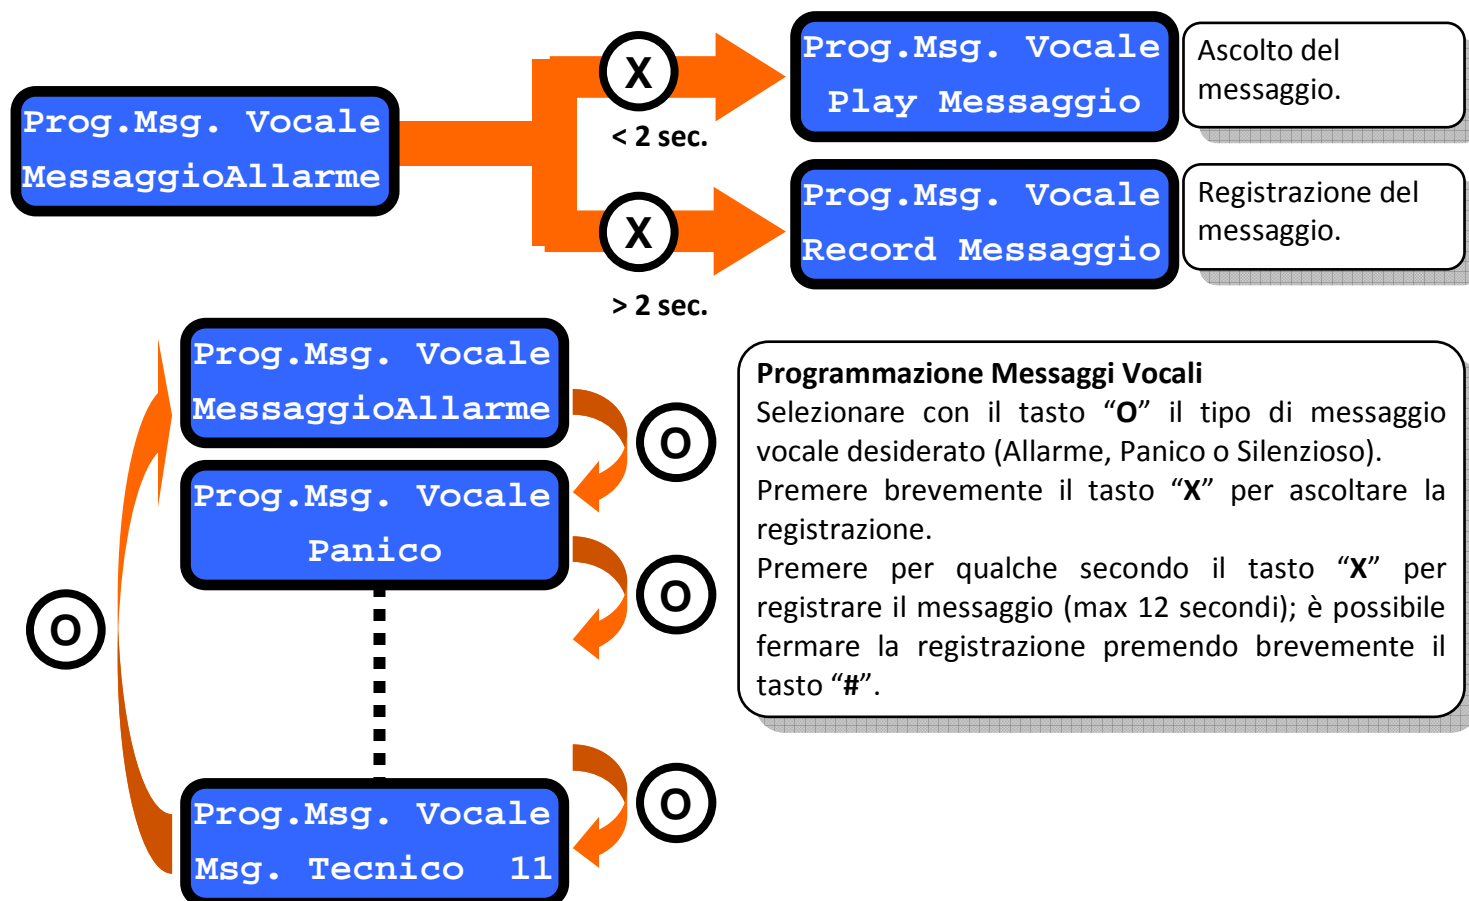 Prog.Msg. Vocale
MessaggioAllarme
X
< 2 sec.
Prog.Msg. Vocale
Play Messaggio
Ascolto del
messaggio.
X
> 2 sec.
Prog.Msg. Vocale
Record Messaggio
Registrazione del
messaggio.
Prog.Msg. Vocale
MessaggioAllarme
O
Prog.Msg. Vocale
Panico
O
O
Prog.Msg. Vocale
Msg. Tecnico 11
O
Programmazione Messaggi Vocali
Selezionare con il tasto “O” il tipo di messaggio
vocale desiderato (Allarme, Panico o Silenzioso).
Premere brevemente il tasto “X” per ascoltare la
registrazione.
Premere per qualche secondo il tasto “X” per
registrare il messaggio (max 12 secondi); è possibile
fermare la registrazione premendo brevemente il
tasto “#”.